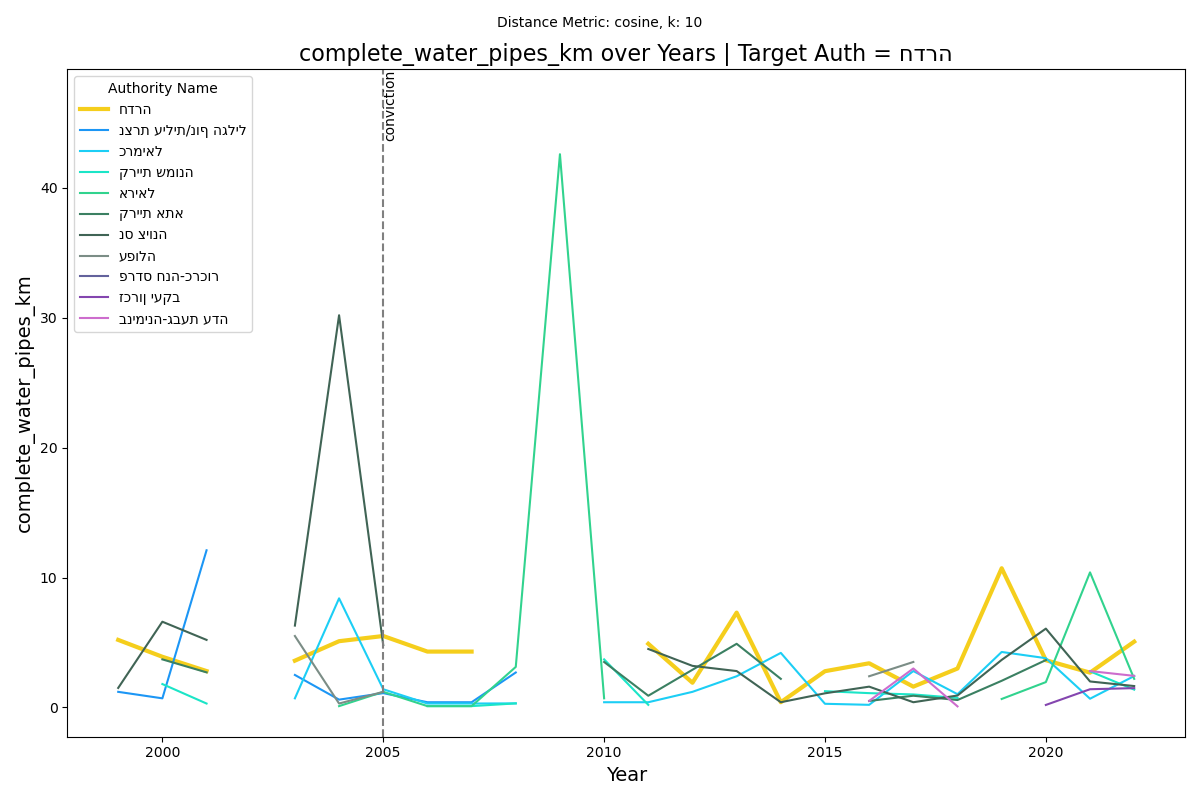 Distance Metric: cosine, k: 10
complete_water_pipes_km over Years | Target Auth = חדרה
Authority Name
חדרה
נצרת עילית/נוף הגליל
כרמיאל
קריית שמונה
אריאל
קריית אתא
נס ציונה
עפולה
פרדס חנה-כרכור
זכרון יעקב
בנימינה-גבעת עדה
conviction
complete_water_pipes_km
40
30
20
10
0
2000
2005
2010
2015
2020
Year